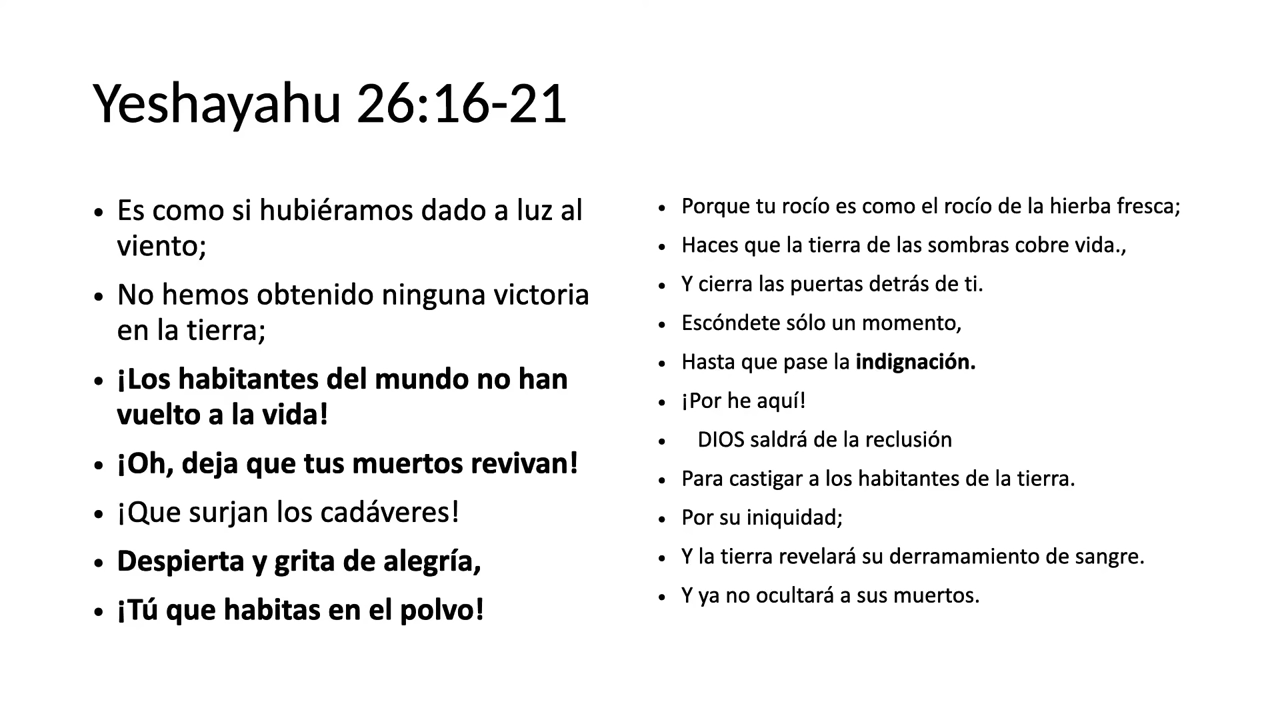 Yeshayahu 26:16-21
• Es como si hubiéramos dado a luz al
viento;
• No hemos obtenido ninguna victoria
en la tierra;
• ¡Los habitantes del mundo no han
vuelto a la vida!
• ¡Oh, deja que tus muertos revivan!
• ¡Que surjan los cadáveres!
• Despierta y grita de alegría,
• ¡Tú que habitas en el polvo!
• Porque tu rocío es como el rocío de la hierba fresca;
• Haces que la tierra de las sombras cobre vida.,
• Y cierra las puertas detrás de ti.
• Escóndete sólo un momento,
• Hasta que pase la indignación.
• ¡Por he aquí!
• DIOS saldrá de la reclusión
• Para castigar a los habitantes de la tierra.
• Por su iniquidad;
• Y la tierra revelará su derramamiento de sangre.
• Y ya no ocultará a sus muertos.